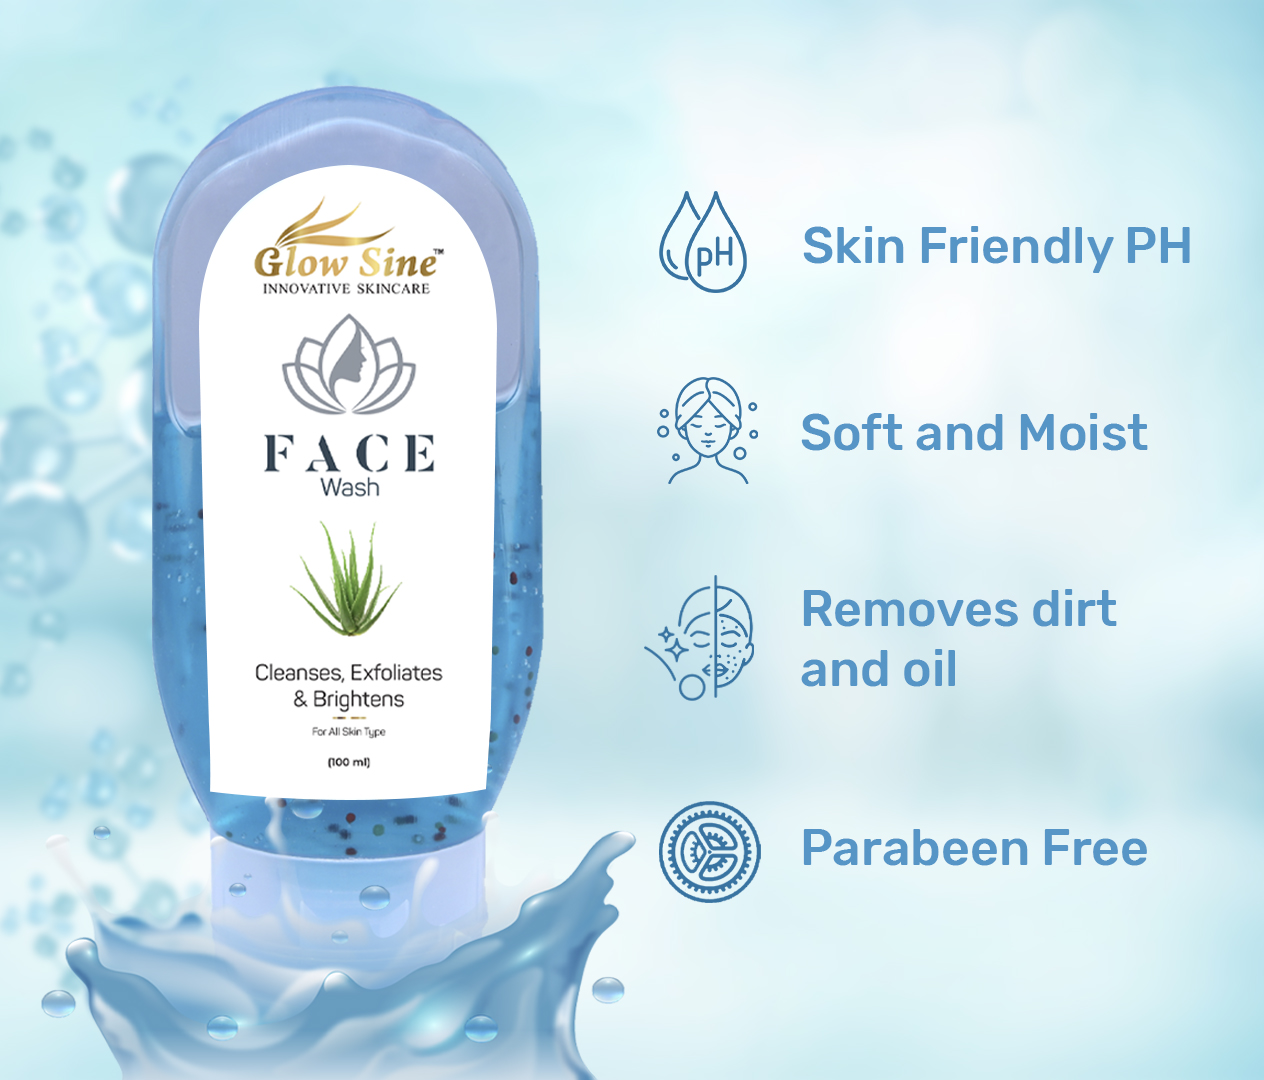 Glow Sine™
INNOVATIVE SKINCARE
FACE
Wash
Cleanses, Exfoliates
& Brightens
For All Skin Type
(100 ml)
pH
Skin Friendly PH
Soft and Moist
Removes dirt
and oil
Parabeen Free